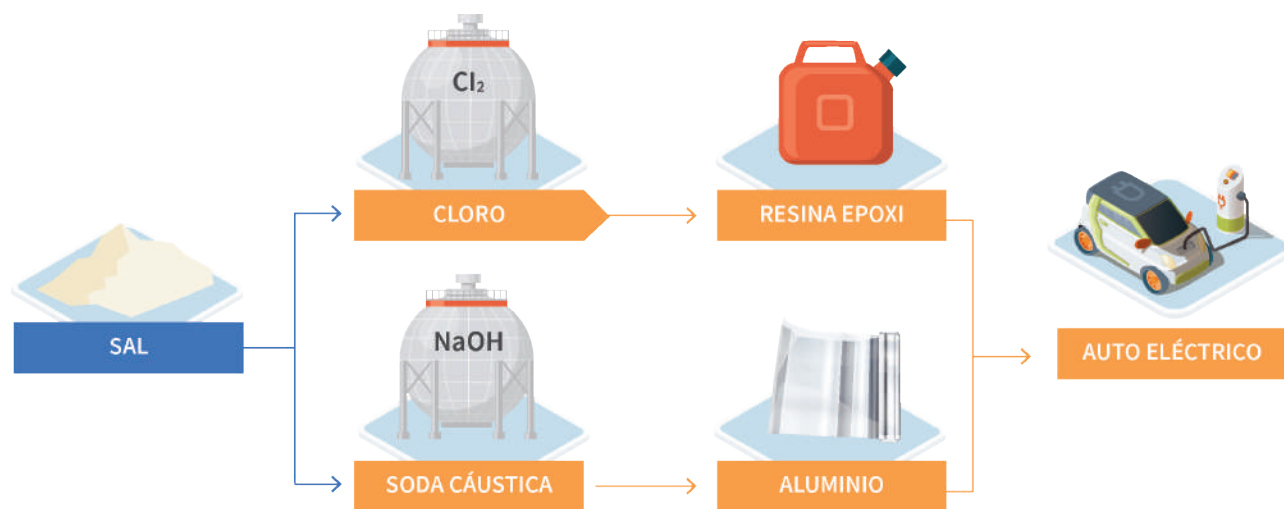 Cl₂
CLORO
RESINA EPOXI
SAL
NaOH
AUTO ELÉCTRICO
SODA CÁUSTICA
ALUMINIO